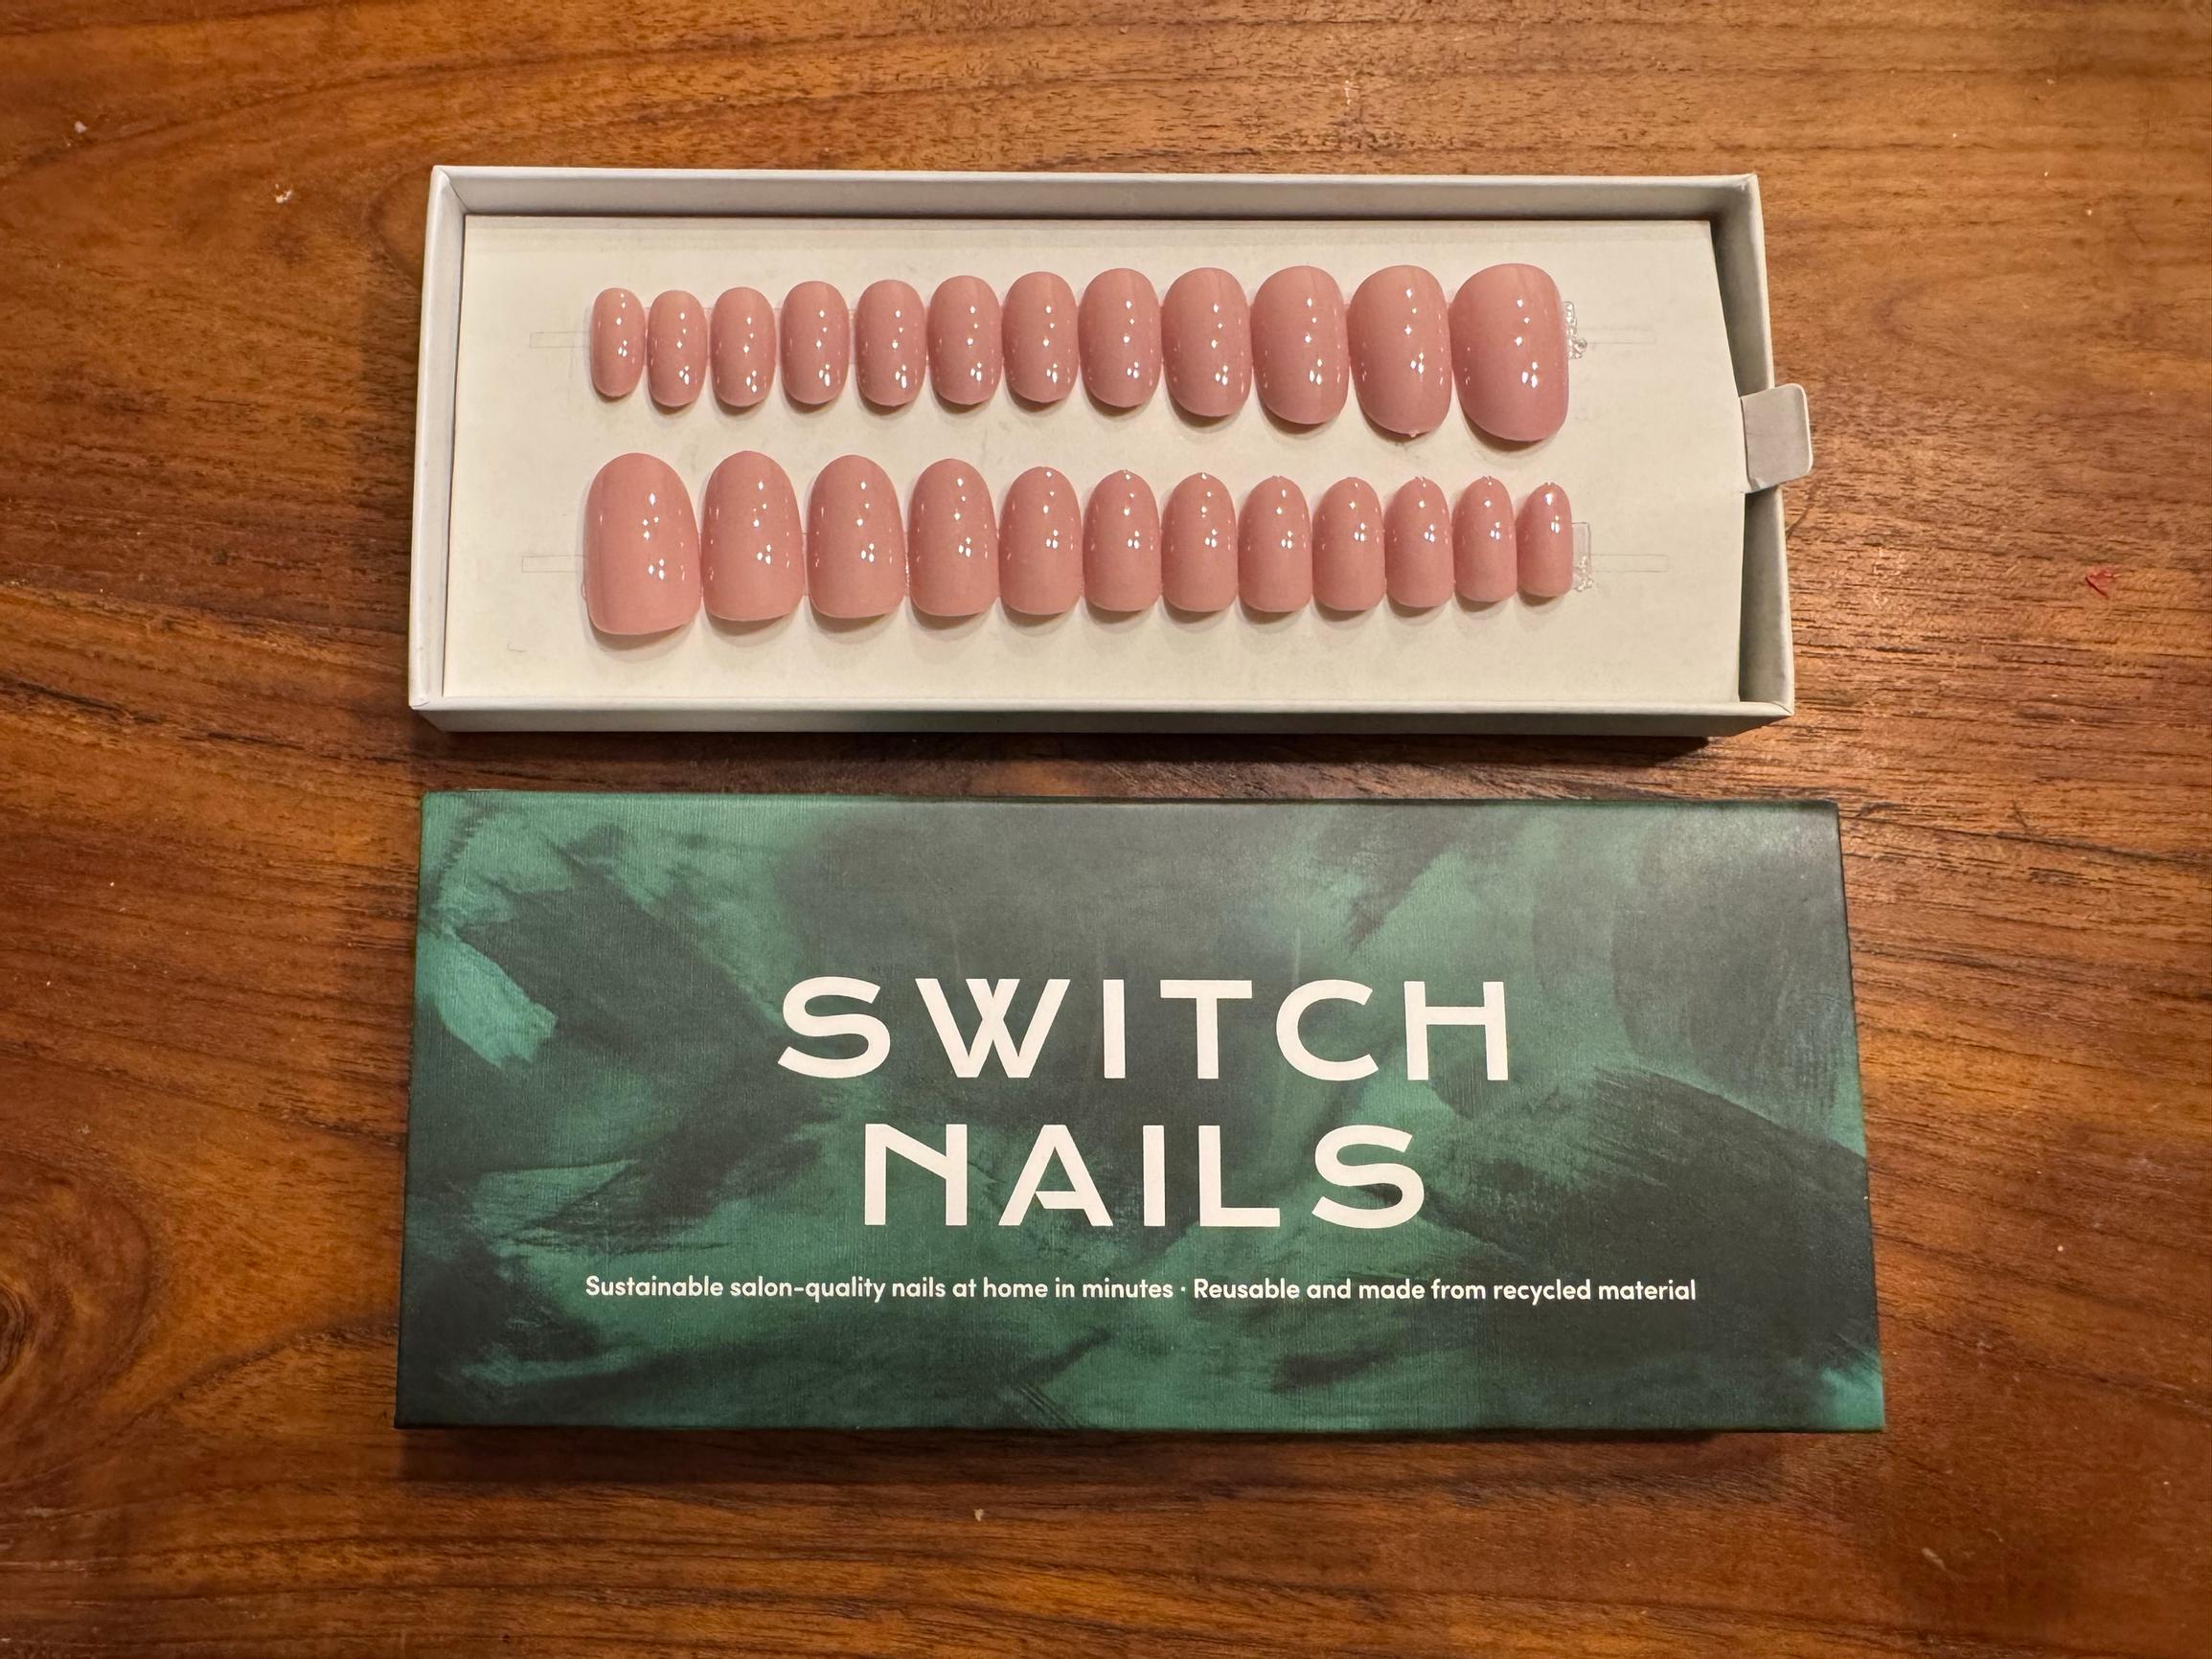 SWITCH
NAILS
Sustainable salon-quality nails at home in minutes · Reusable and made from recycled material